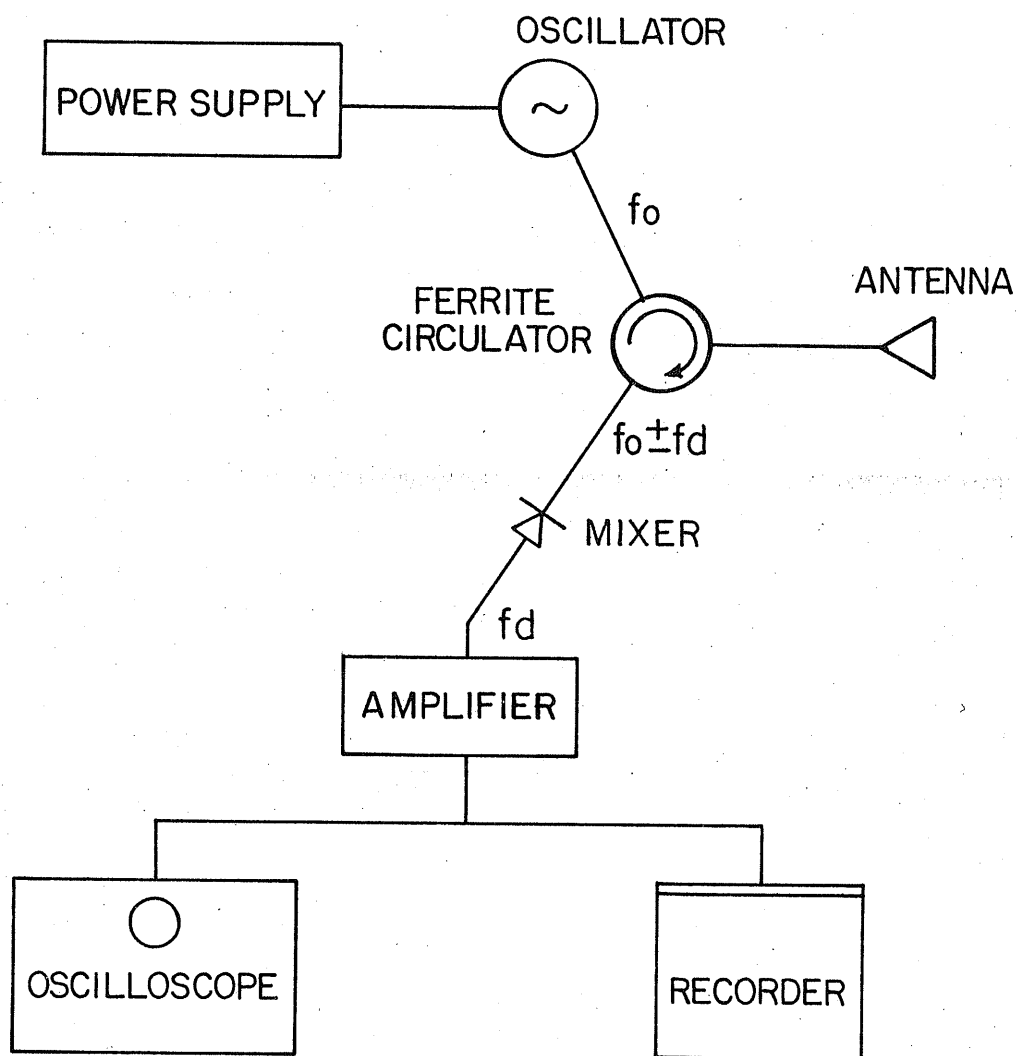 OSCILLATOR
POWER SUPPLY
~
fo
ANTENNA
FERRITE
CIRCULATOR
fo±fd
MIXER
fd
AMPLIFIER
OSCILLOSCOPE
RECORDER